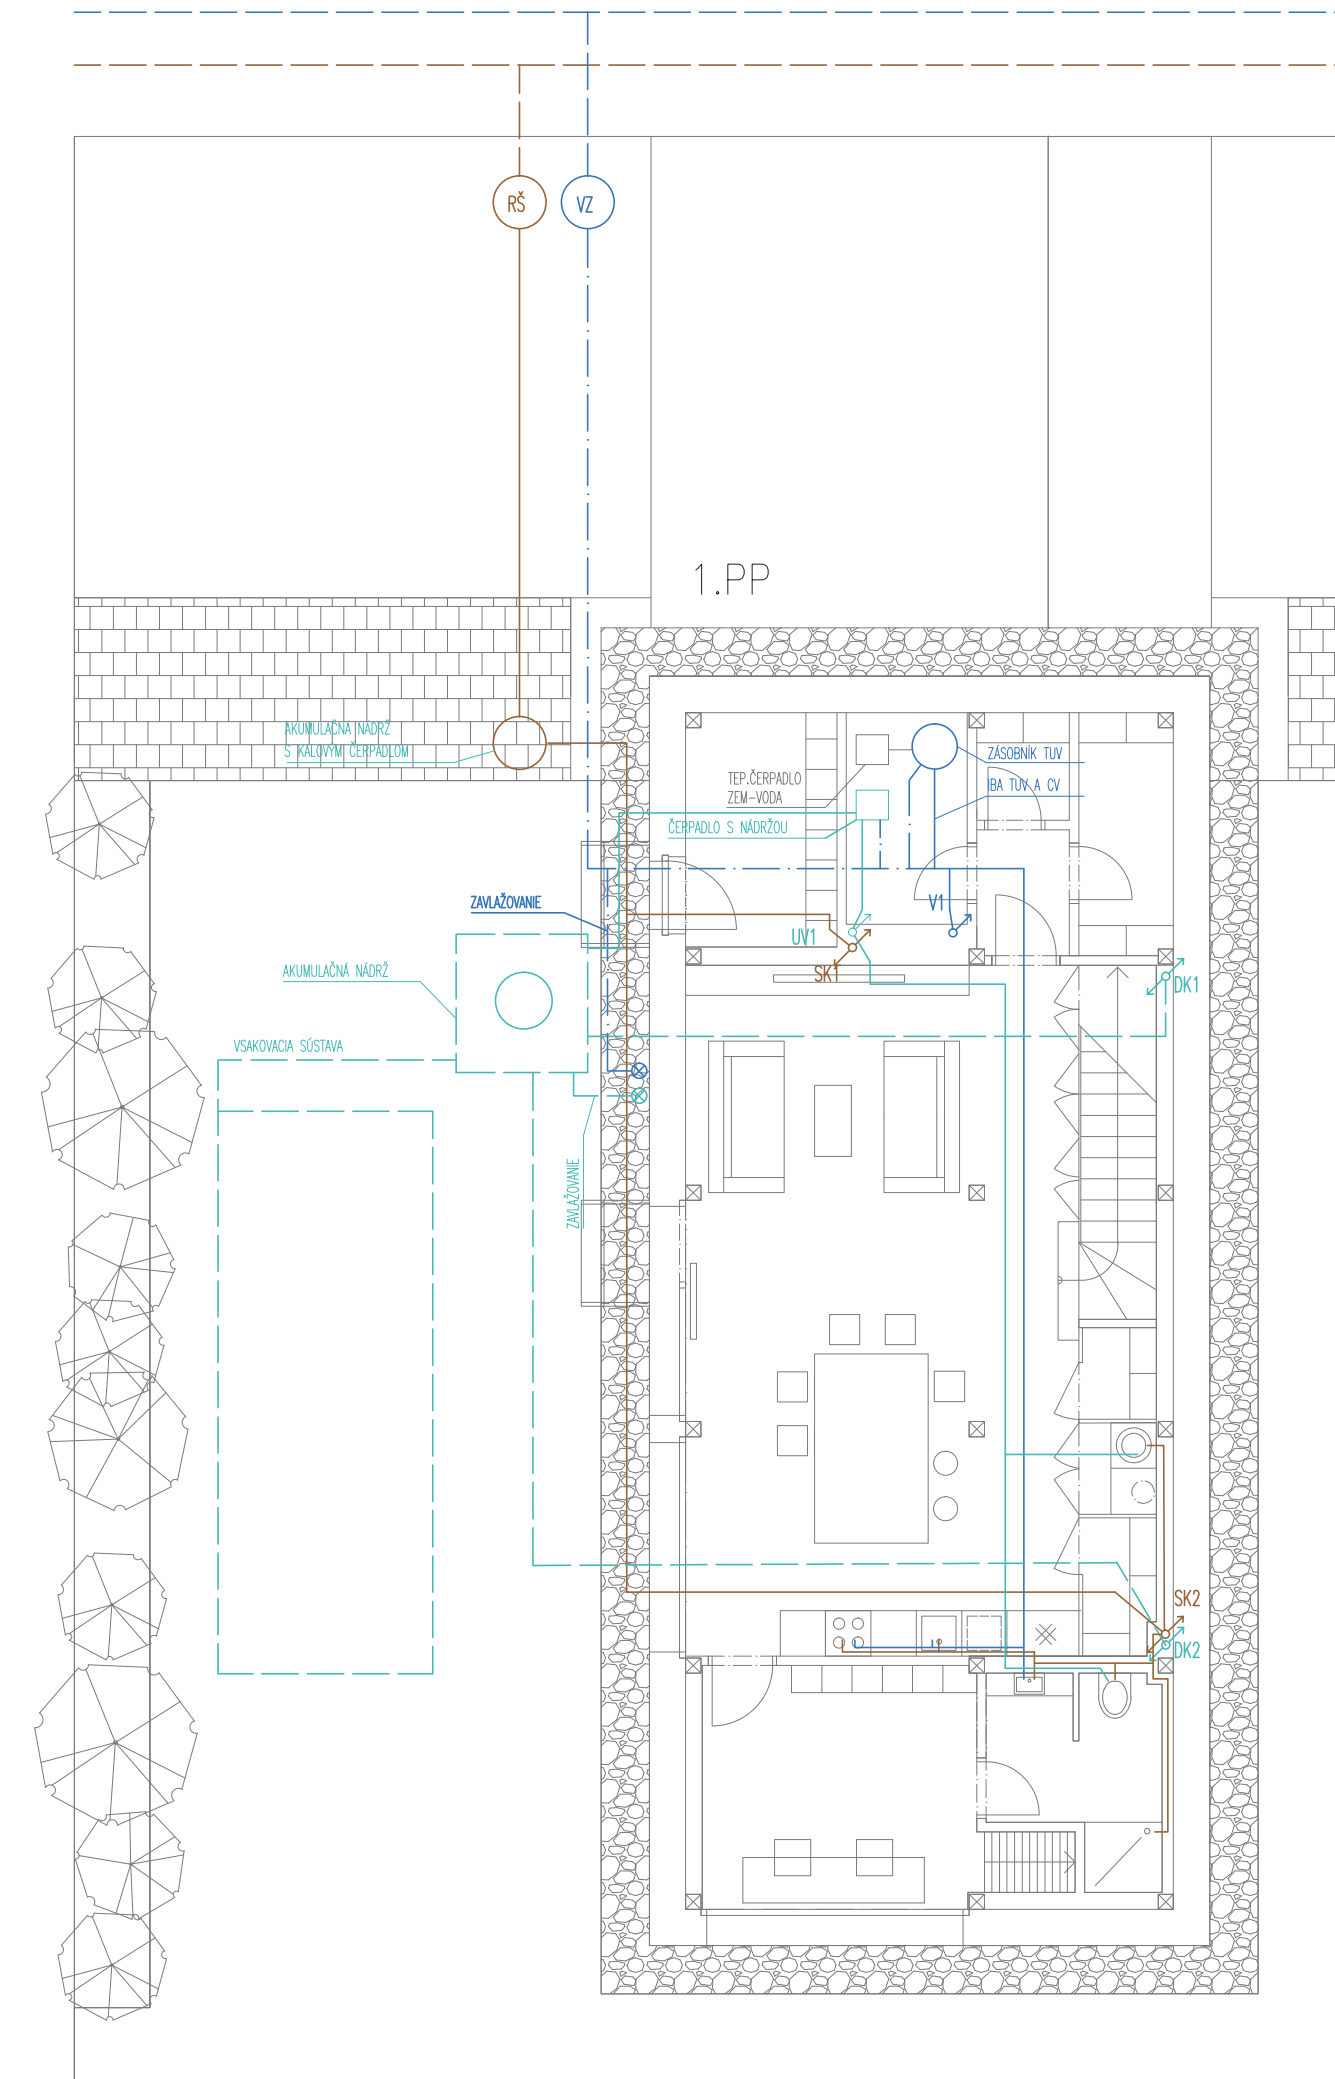 RŠ
VZ
1.PP
AKUMULAČNÁ NÁDRŽ
S KALOVÝM ČERPADLOM
ZÁSOBNÍK TUV
IBA TUV A CV
TEP.ČERPADLO
ZEM-VODA
ČERPADLO S NÁDRŽOU
ZAVLAŽOVANIE
V1
UV1
SK1
DK1
AKUMULAČNÁ NÁDRŽ
VSAKOVACIA SÚSTAVA
ZAVLAŽOVANIE
SK2
DK2